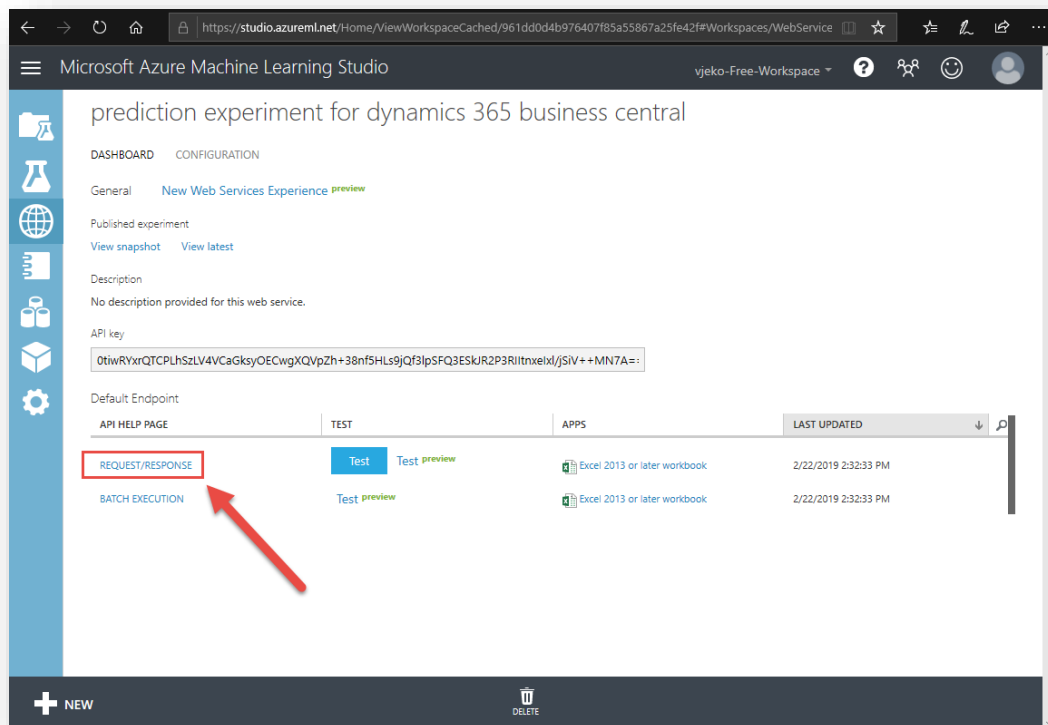 https://studio.azureml.net/Home/ViewWorkspaceCached/961dd0d4b976407f85a55867a25fe42f#Workspaces/WebService
Microsoft Azure Machine Learning Studio
vjeko-Free-Workspace
prediction experiment for dynamics 365 business central
DASHBOARD CONFIGURATION
General New Web Services Experience preview
Published experiment
View snapshot View latest
Description
No description provided for this web service.
API key
Default Endpoint
API HELP PAGE TEST APPS LAST UPDATED
REQUEST/RESPONSE Test Test preview Excel 2013 or later workbook 2/22/2019 2:32:33 PM
BATCH EXECUTION Test preview Excel 2013 or later workbook 2/22/2019 2:32:33 PM
NEW
DELETE